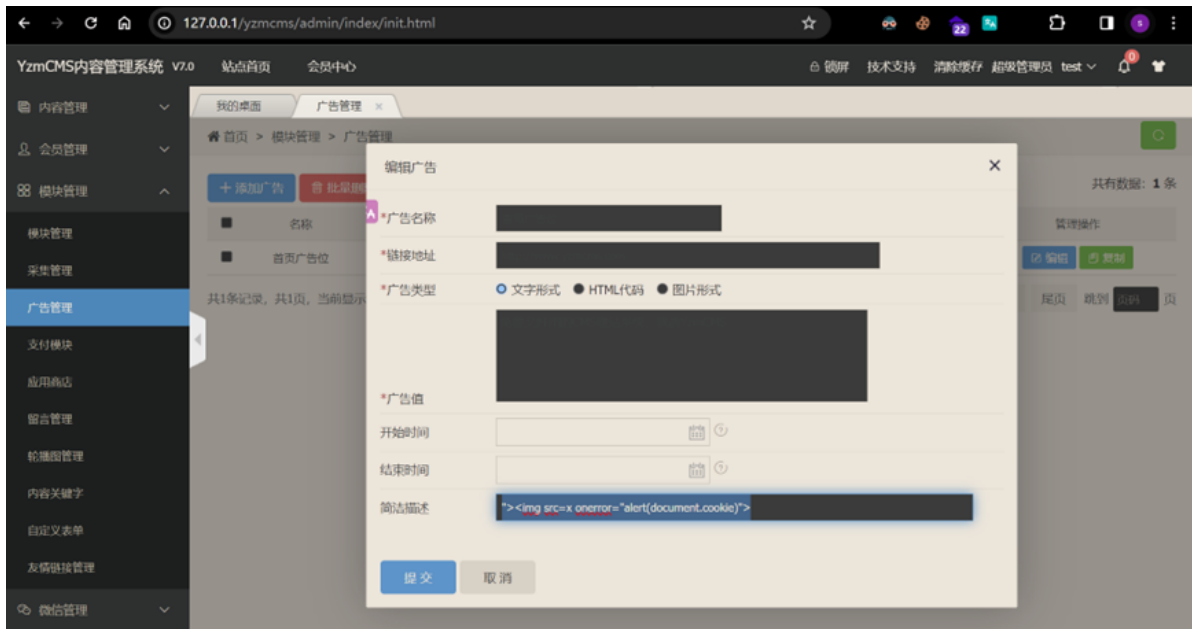 127.0.0.1/yzmcms/admin/index/init.html
22
s
YzmCMS内容管理系统 V7.0 站点首页 会员中心 锁屏 技术支持 清除缓存 超级管理员 test 0
内容管理
会员管理
模块管理
模块管理
采集管理
广告管理
支付模块
应用商店
留言管理
轮播图管理
内容关键字
自定义表单
友情链接管理
微信管理
我的桌面 广告管理 ×
首页 > 模块管理 > 广告管理
+ 添加广告 批量删 共有数据: 1 条
名称 管理操作
首页广告位 编辑 复制
共1条记录, 共1页, 当前显示 尾页 跳到 页码 页
编辑广告
*广告名称
*链接地址
*广告类型 文字形式 HTML代码 图片形式
*广告值
开始时间
结束时间
简洁描述 "><img src=x onerror="alert(document.cookie)">
提交 取消